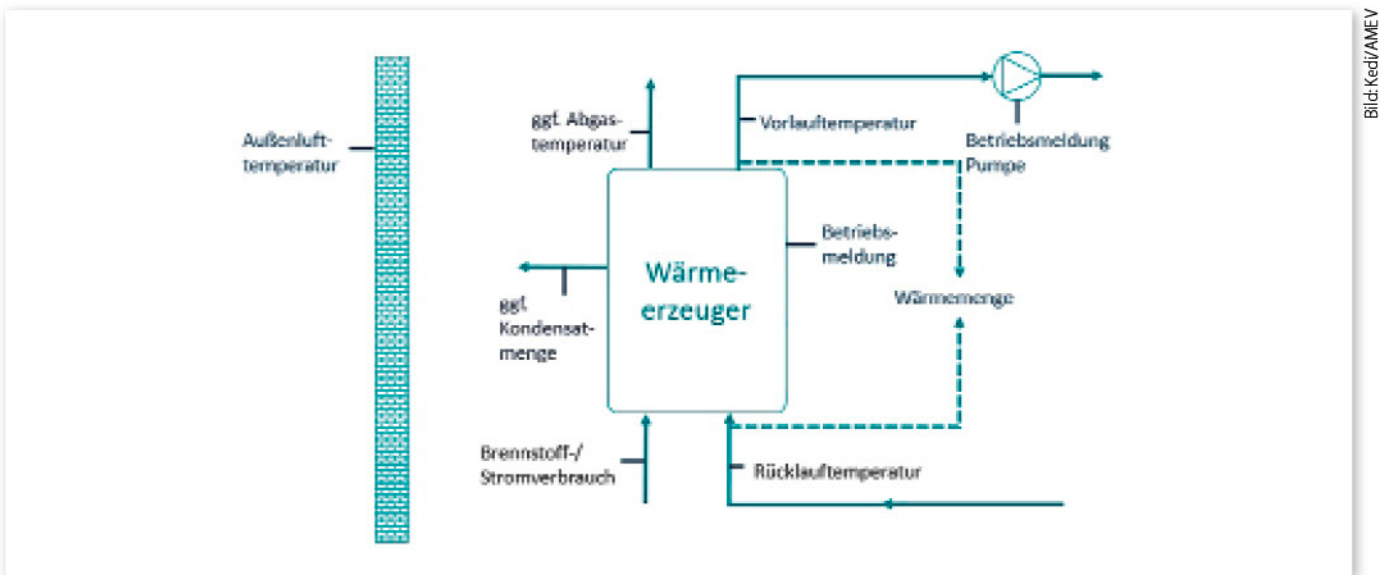 Bild: Kedi/AMEV
Außenluft-
temperatur
ggf. Abgas-
temperatur
Vorlauftemperatur
Betriebsmeldung
Pumpe
Betriebs-
meldung
Wärme-
erzeuger
Wärmemenge
ggf.
Kondensat-
menge
Brennstoff-/
Stromverbrauch
Rücklauftemperatur